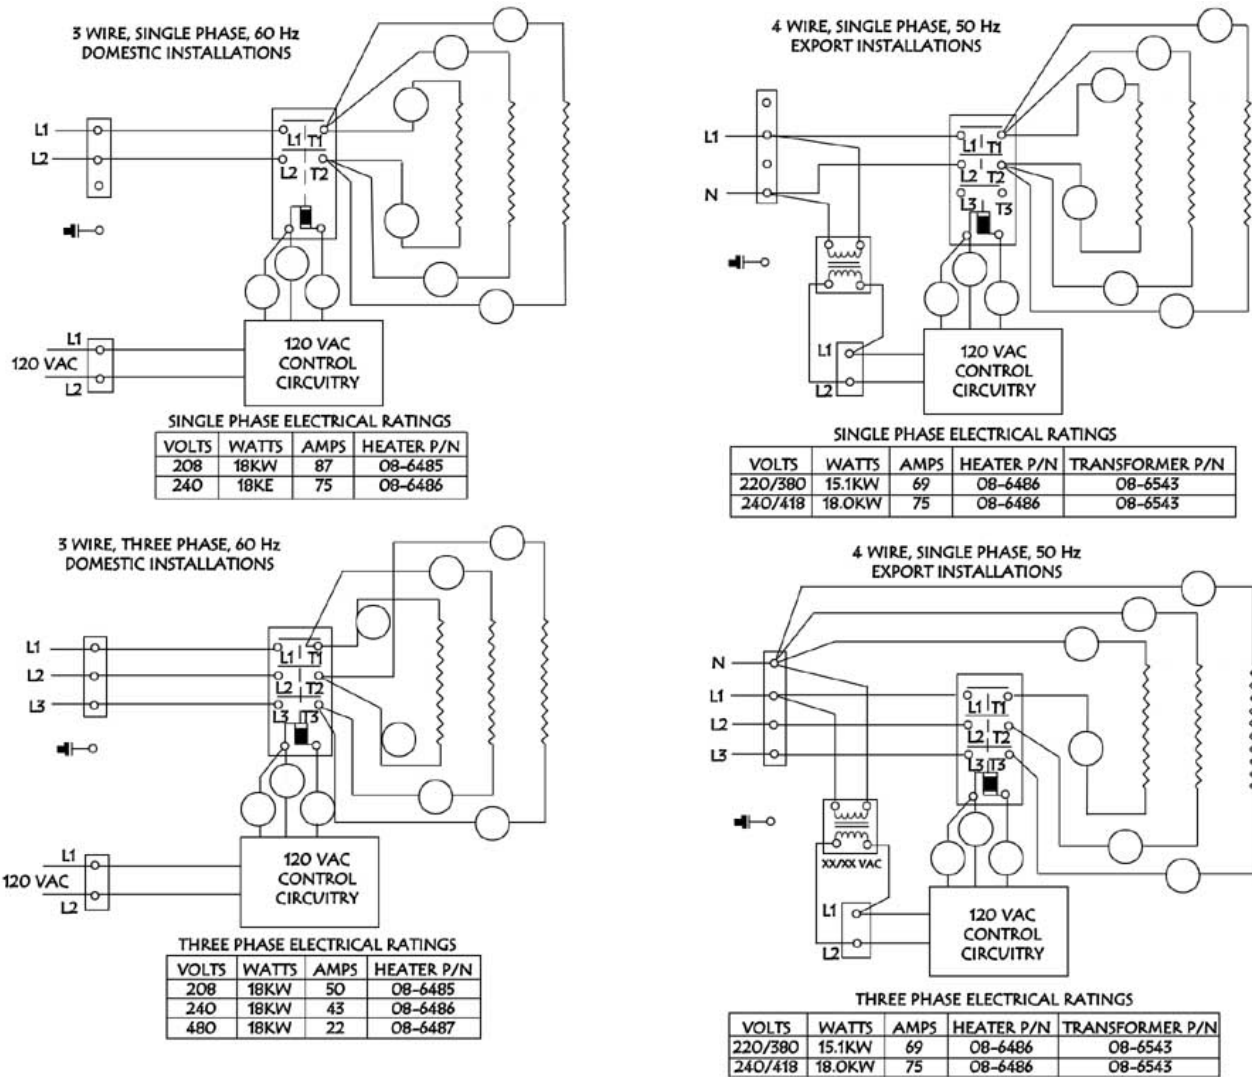 3 WIRE, SINGLE PHASE, 60 Hz
DOMESTIC INSTALLATIONS
L1
L2
L1 T1
L2 T2
L1
120 VAC
L2
120 VAC
CONTROL
CIRCUITRY
SINGLE PHASE ELECTRICAL RATINGS
VOLTS WATTS AMPS HEATER P/N
208 18KW 87 08-6485
240 18KE 75 08-6486
4 WIRE, SINGLE PHASE, 50 Hz
EXPORT INSTALLATIONS
L1
N
L1 T1
L2 T2
L3 T3
L1
L2
120 VAC
CONTROL
CIRCUITRY
SINGLE PHASE ELECTRICAL RATINGS
VOLTS WATTS AMPS HEATER P/N TRANSFORMER P/N
220/380 15.1KW 69 08-6486 08-6543
240/418 18.0KW 75 08-6486 08-6543
3 WIRE, THREE PHASE, 60 Hz
DOMESTIC INSTALLATIONS
L1
L2
L3
L1 T1
L2 T2
L3 T3
L1
120 VAC
L2
120 VAC
CONTROL
CIRCUITRY
THREE PHASE ELECTRICAL RATINGS
VOLTS WATTS AMPS HEATER P/N
208 18KW 50 08-6485
240 18KW 43 08-6486
480 18KW 22 08-6487
4 WIRE, SINGLE PHASE, 50 Hz
EXPORT INSTALLATIONS
N
L1
L2
L3
L1 T1
L2 T2
L3 T3
XX/XX VAC
L1
L2
120 VAC
CONTROL
CIRCUITRY
THREE PHASE ELECTRICAL RATINGS
VOLTS WATTS AMPS HEATER P/N TRANSFORMER P/N
220/380 15.1KW 69 08-6486 08-6543
240/418 18.0KW 75 08-6486 08-6543